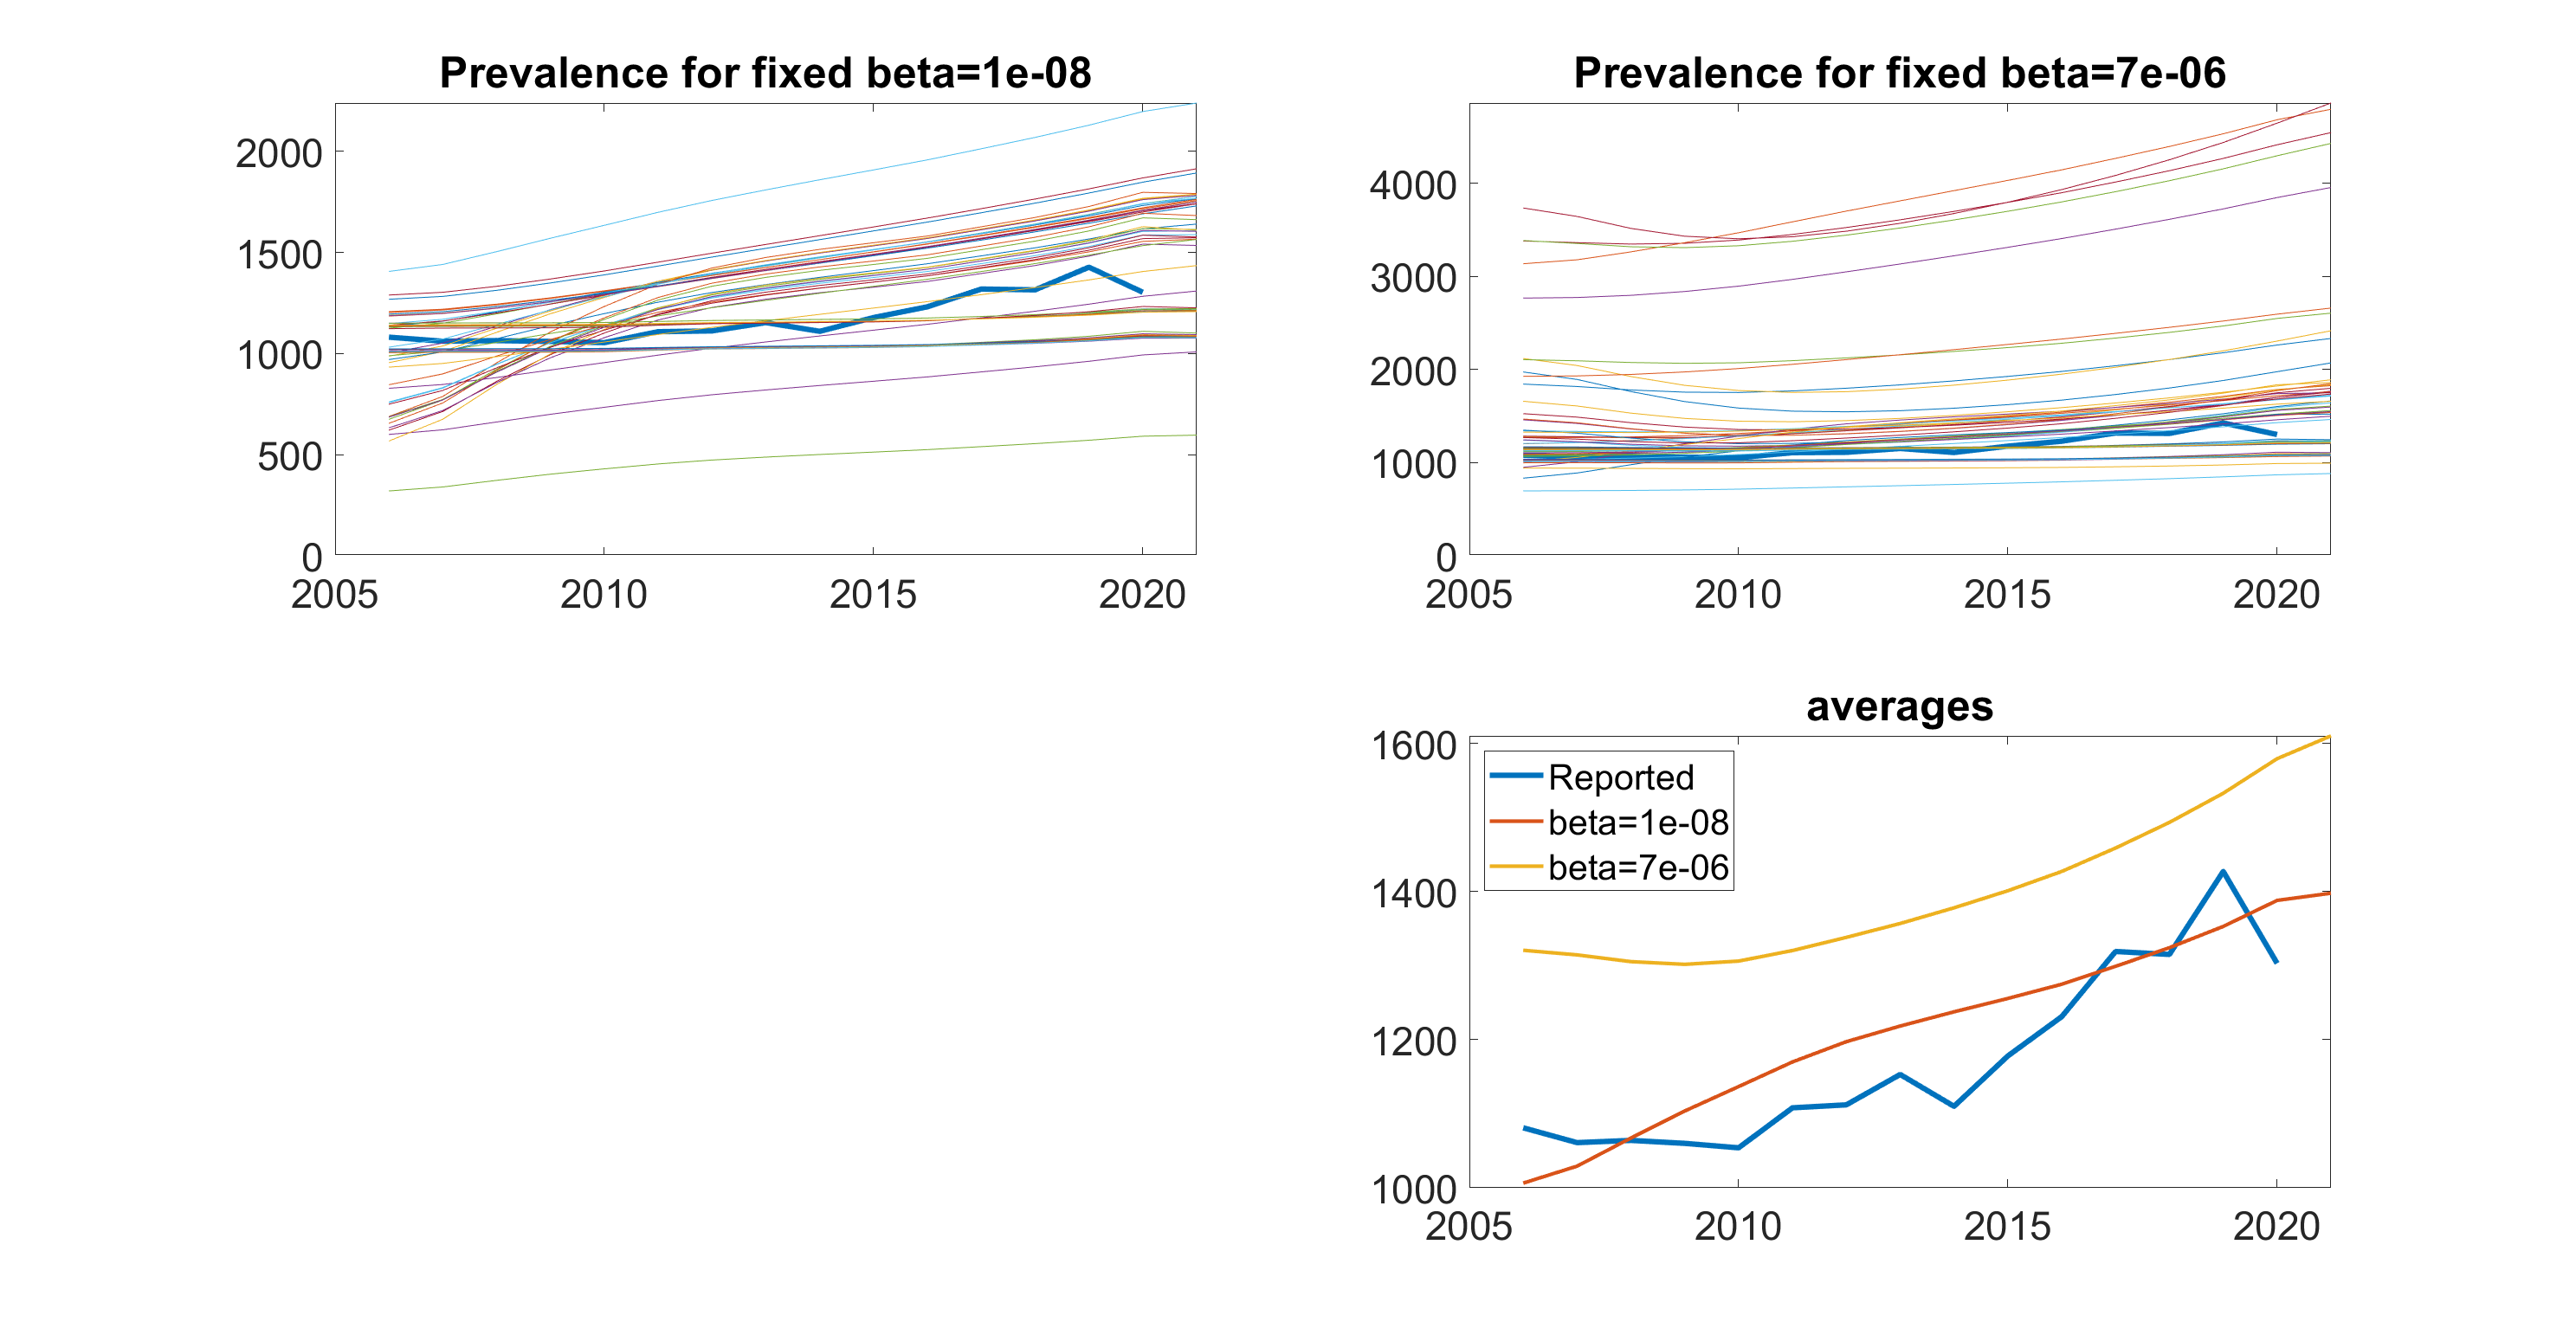 Prevalence for fixed beta=1e-08
2000
1500
1000
500
0
2005 2010 2015 2020
Prevalence for fixed beta=7e-06
4000
3000
2000
1000
0
2005 2010 2015 2020
averages
1600
1400
1200
1000
Reported
beta=1e-08
beta=7e-06
2005 2010 2015 2020